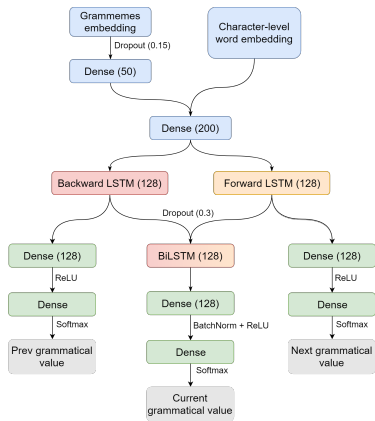 Grammemes
embedding
Character-level
word embedding
Dropout (0.15)
Dense (50)
Dense (200)
Backward LSTM (128)
Forward LSTM (128)
Dropout (0.3)
Dense (128)
BiLSTM (128)
Dense (128)
ReLU
ReLU
Dense
Dense (128)
Dense
Softmax
BatchNorm + ReLU
Softmax
Prev grammatical
value
Dense
Next grammatical
value
Softmax
Current
grammatical value